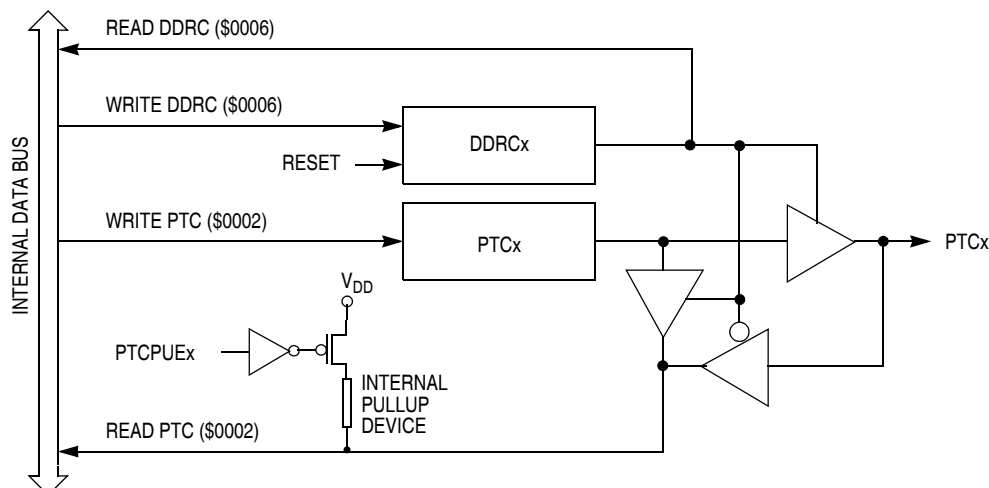 READ DDRC ($0006)
WRITE DDRC ($0006)
DDRCx
RESET
WRITE PTC ($0002)
PTCx
PTCx
INTERNAL DATA BUS
VDD
PTCPUEx
INTERNAL
PULLUP
DEVICE
READ PTC ($0002)